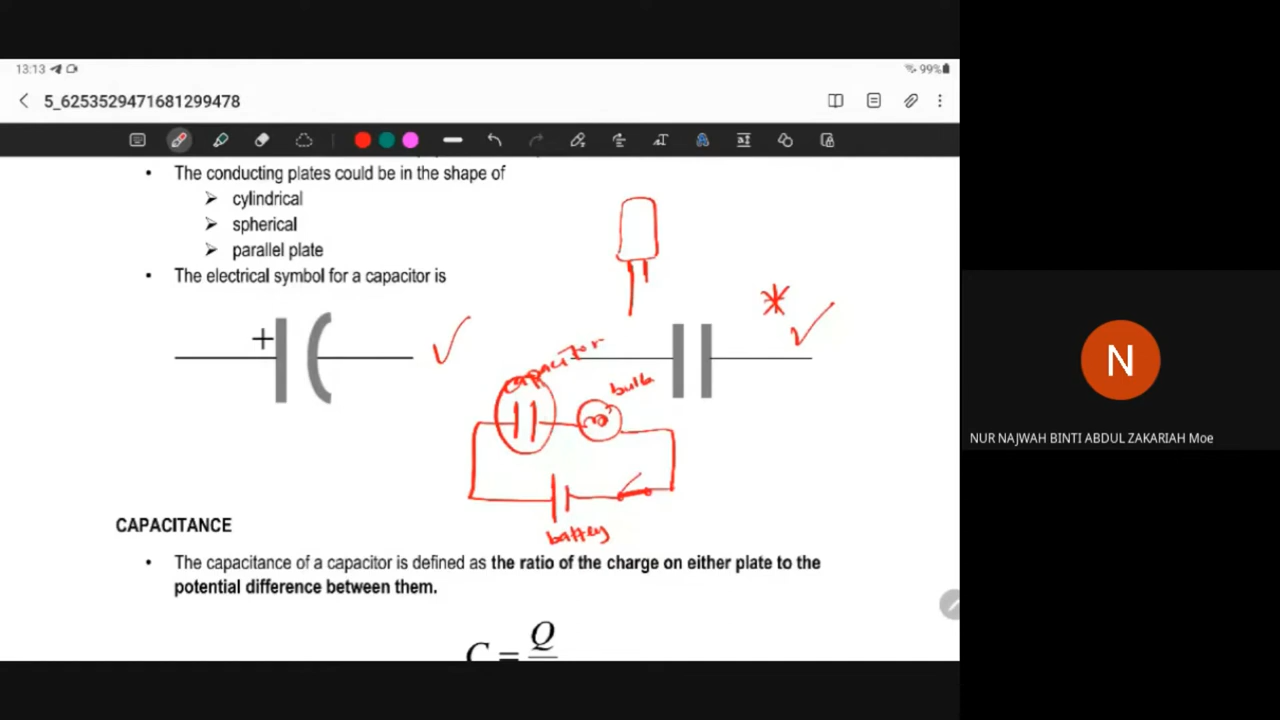 13:13
99%
5_6253529471681299478
• The conducting plates could be in the shape of
➤ cylindrical
➤ spherical
➤ parallel plate
• The electrical symbol for a capacitor is
+
capacitor
bulb
battery
CAPACITANCE
• The capacitance of a capacitor is defined as the ratio of the charge on either plate to the
potential difference between them.
C = Q
N
NUR NAJWAH BINTI ABDUL ZAKARIAH Moe